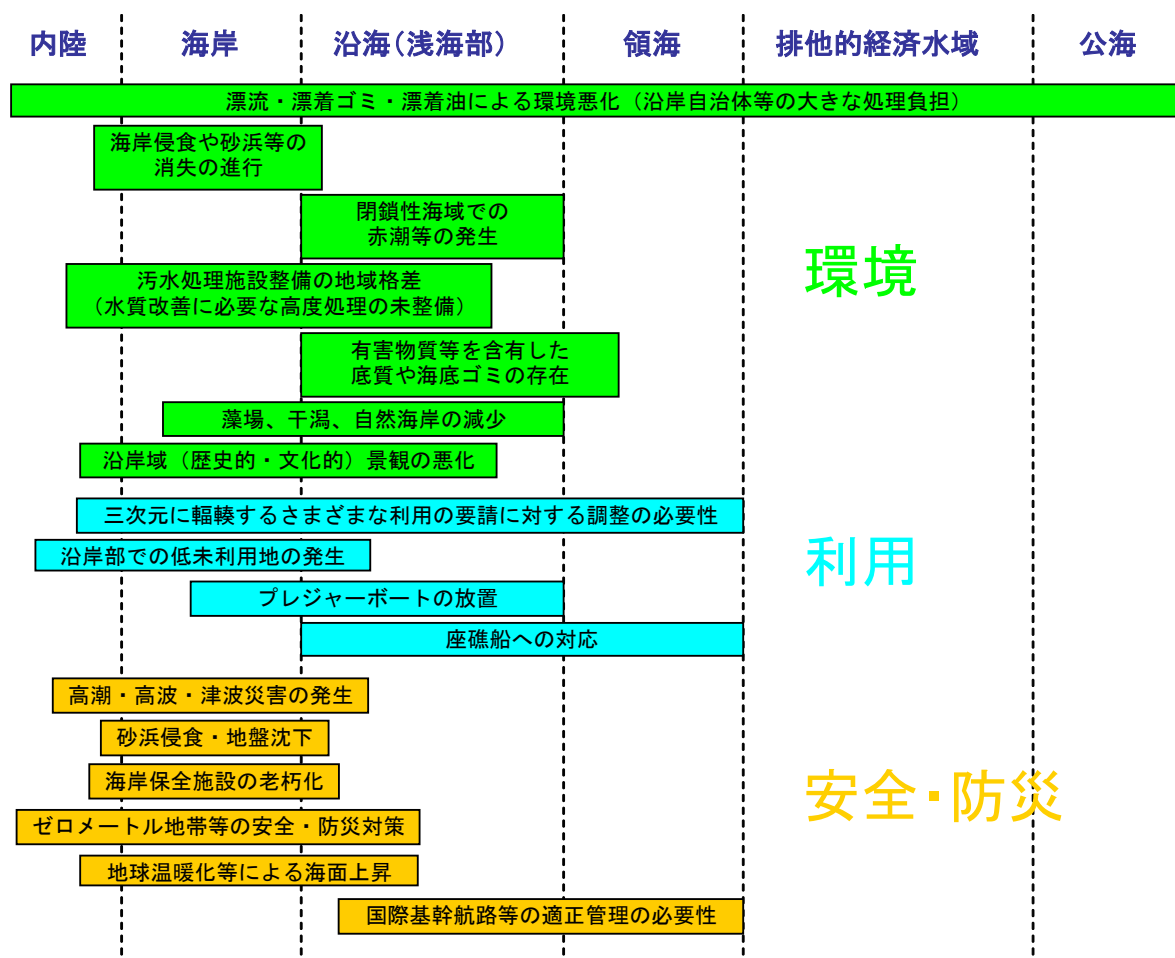 内陸 海岸 沿海(浅海部) 領海 排他的経済水域 公海
漂流・漂着ゴミ・漂着油による環境悪化（沿岸自治体等の大きな処理負担）
海岸侵食や砂浜等の
消失の進行
閉鎖性海域での
赤潮等の発生
環境
汚水処理施設整備の地域格差
（水質改善に必要な高度処理の未整備）
有害物質等を含有した
底質や海底ゴミの存在
藻場、干潟、自然海岸の減少
沿岸域（歴史的・文化的）景観の悪化
三次元に輻輳するさまざまな利用の要請に対する調整の必要性
沿岸部での低未利用地の発生
利用
プレジャーボートの放置
座礁船への対応
高潮・高波・津波災害の発生
砂浜侵食・地盤沈下
海岸保全施設の老朽化
安全・防災
ゼロメートル地帯等の安全・防災対策
地球温暖化等による海面上昇
国際基幹航路等の適正管理の必要性